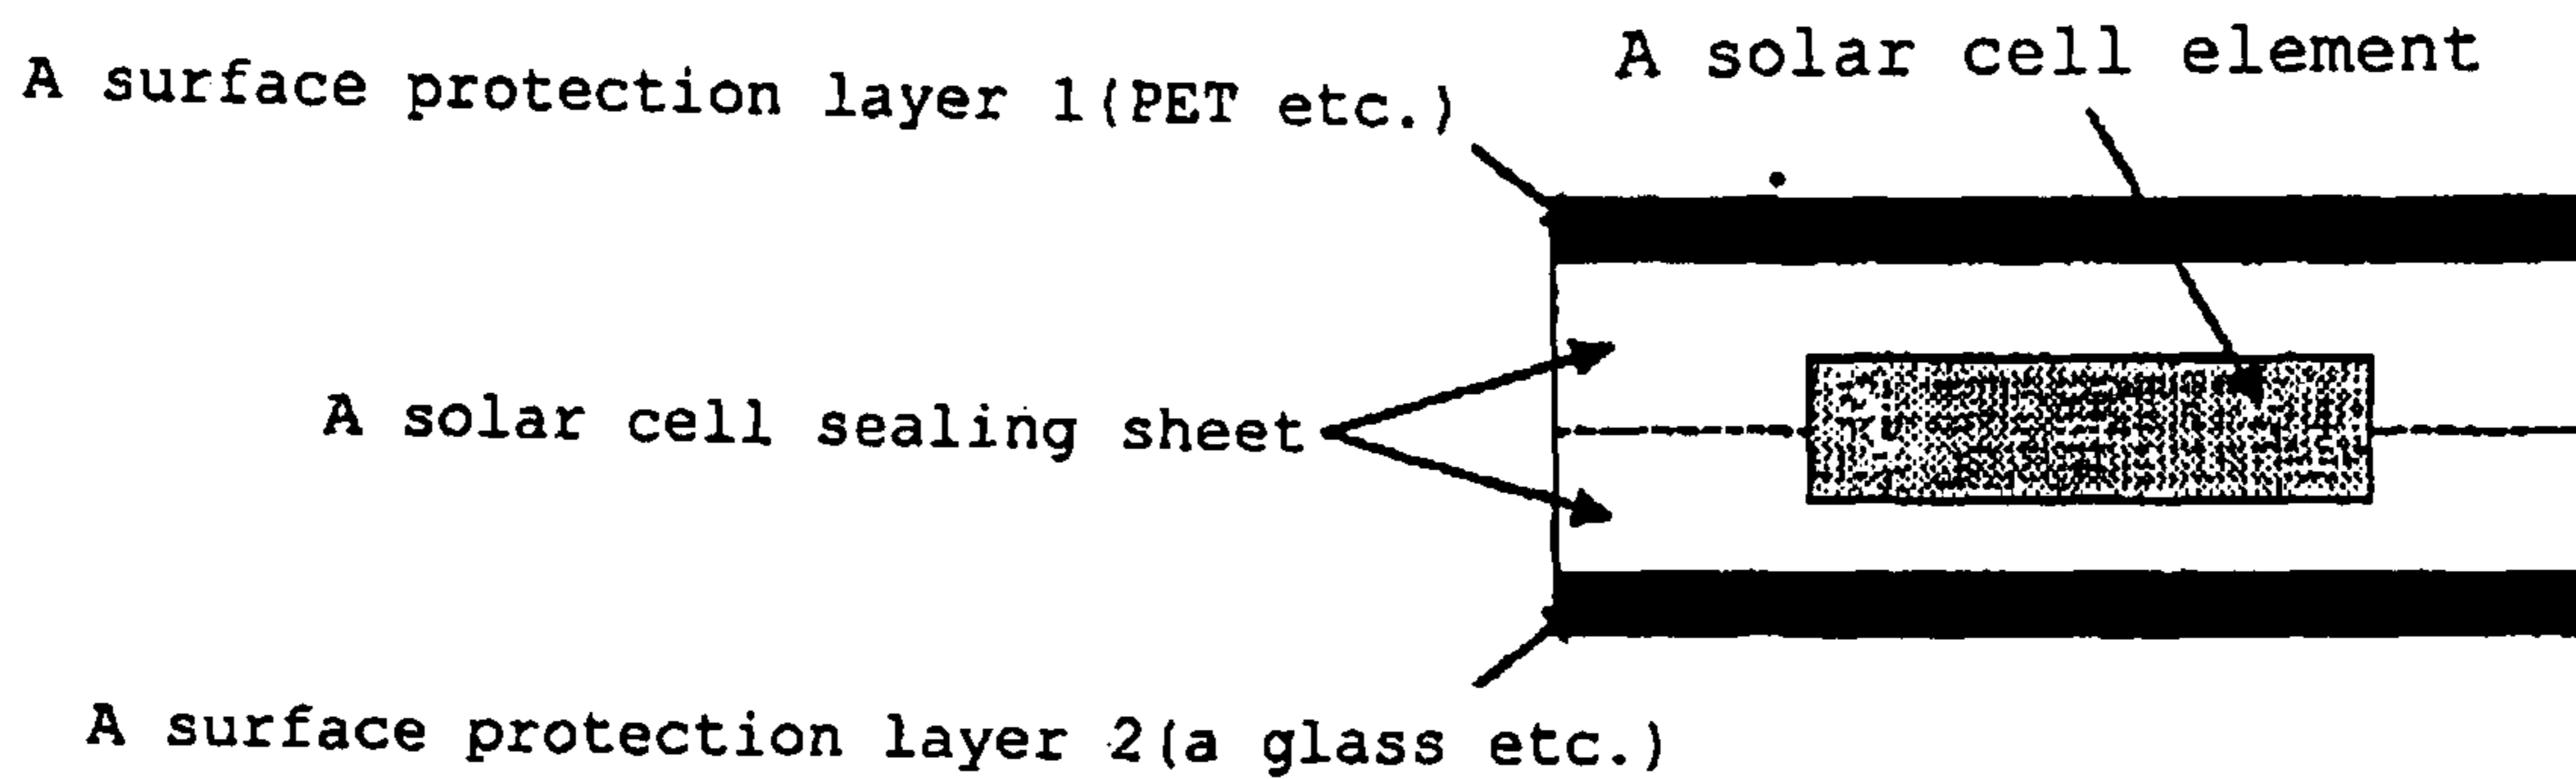 A solar cell element
A surface protection layer 1(PET etc.)
A solar cell sealing sheet
A surface protection layer 2(a glass etc.)